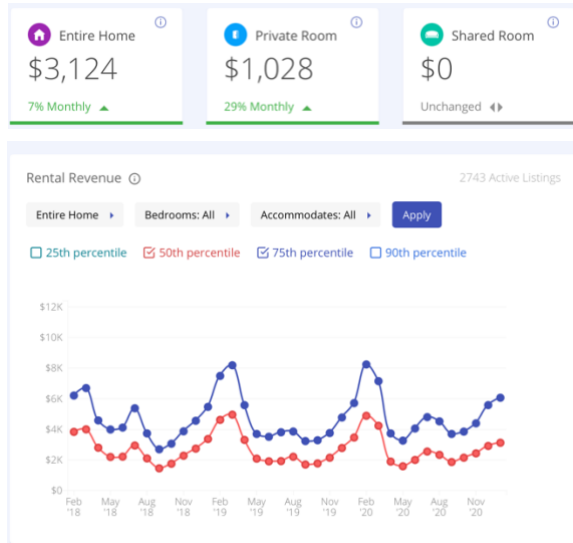 Entire Home
Private Room
Shared Room
$3,124
$1,028
$0
7% Monthly
29% Monthly
Unchanged
Rental Revenue
2743 Active Listings
Entire Home
Bedrooms: All
Accommodates: All
Apply
25th percentile
50th percentile
75th percentile
90th percentile
$12K
$10K
$8K
$6K
$4K
$2K
$0
Feb '18
May '18
Aug '18
Nov '18
Feb '19
May '19
Aug '19
Nov '19
Feb '20
May '20
Aug '20
Nov '20